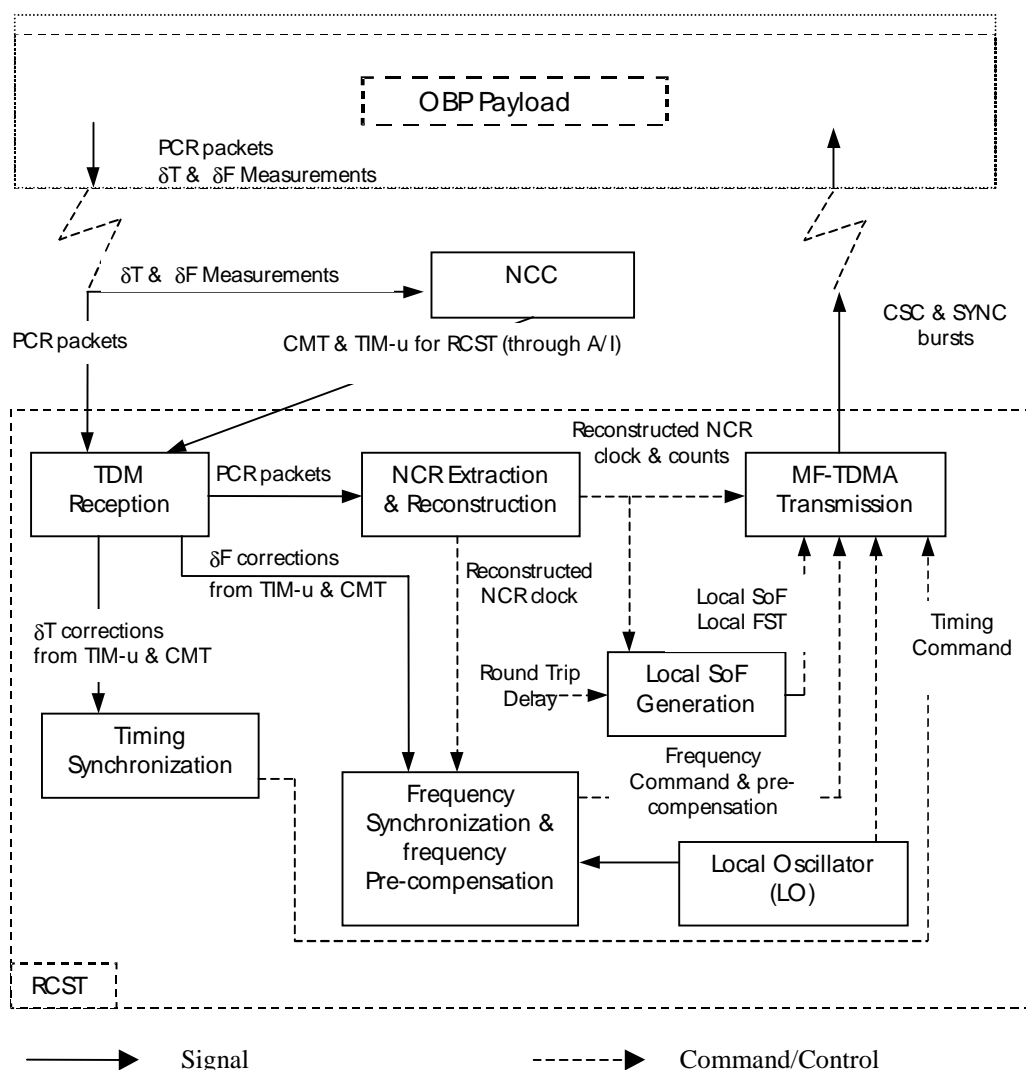 OBP Payload
PCR packets
δT & δF Measurements
δT & δF Measurements
NCC
CSC & SYNC
bursts
PCR packets
CMT & TIM-u for RCST (through A/I)
Reconstructed NCR
clock & counts
TDM
Reception
PCR packets
NCR Extraction
& Reconstruction
MF-TDMA
Transmission
δF corrections
from TIM-u & CMT
Reconstructed
NCR clock
Local SoF
Local FST
Timing
Command
δT corrections
from TIM-u & CMT
Round Trip
Delay
Local SoF
Generation
Timing
Synchronization
Frequency
Command & pre-
compensation
Frequency
Synchronization &
frequency
Pre-compensation
Local Oscillator
(LO)
RCST
Signal
Command/Control